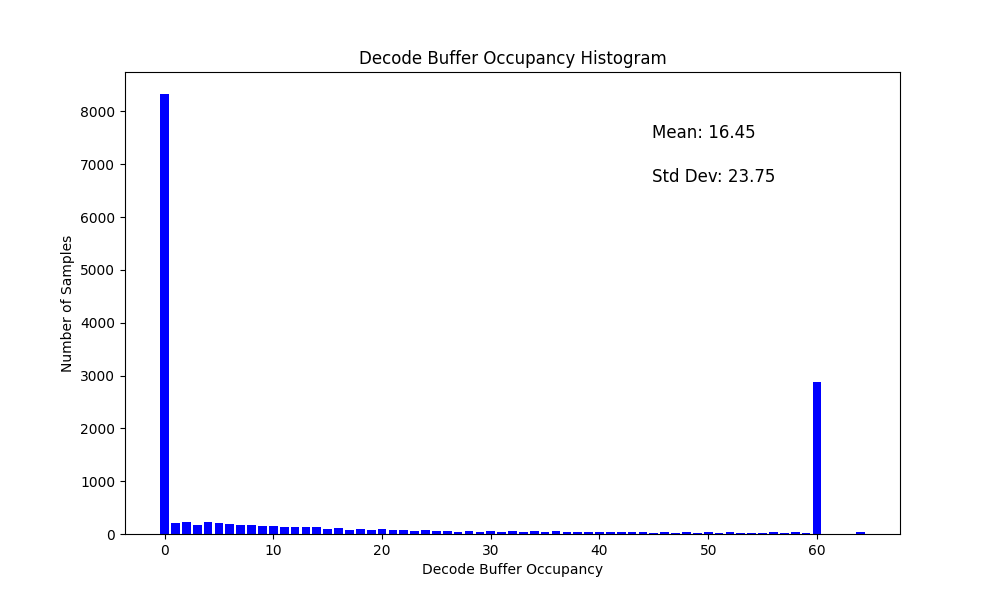 Decode Buffer Occupancy Histogram
Mean: 16.45
Std Dev: 23.75
Number of Samples
8000
7000
6000
5000
4000
3000
2000
1000
0
0 10 20 30 40 50 60
Decode Buffer Occupancy